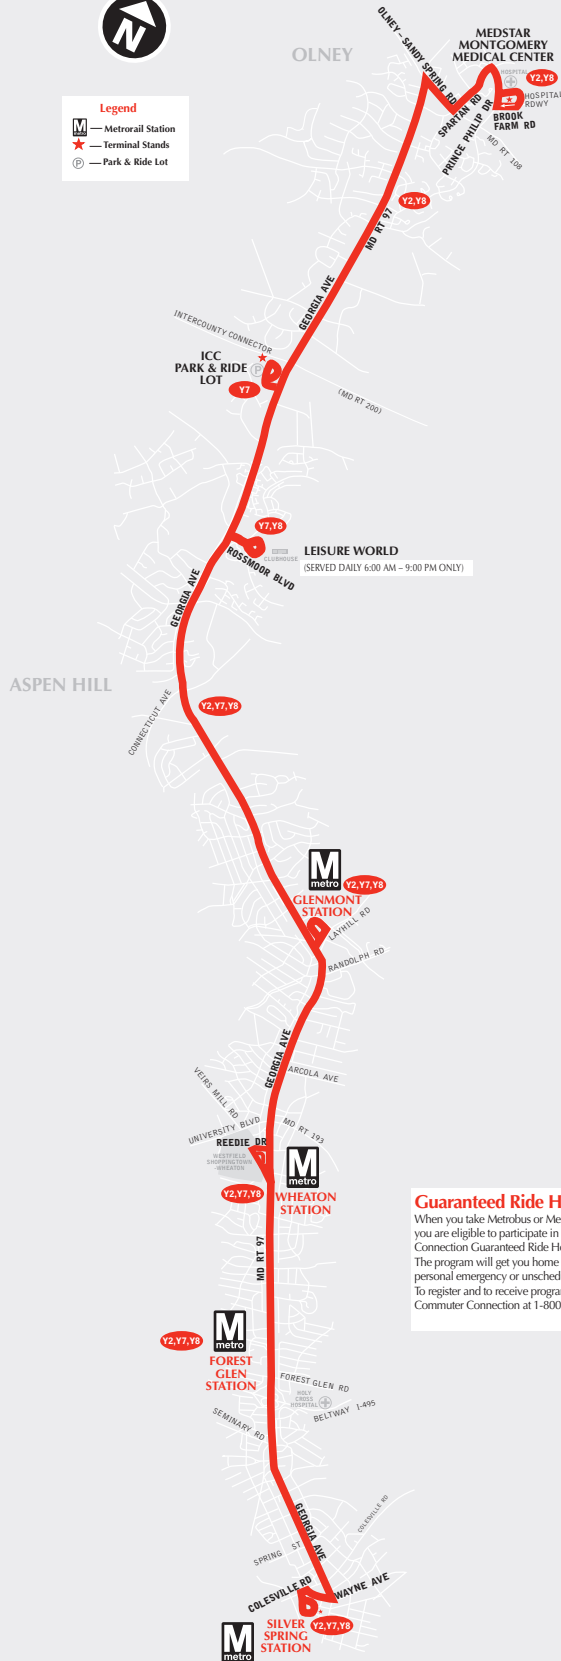 N
OLNEY
Legend
M — Metrorail Station
★ — Terminal Stands
P — Park & Ride Lot
OLNEY – SANDY SPRING RD
MEDSTAR
MONTGOMERY
MEDICAL CENTER
HOSPITAL
Y2,Y8
HOSPITAL
RDWY
SPARTAN RD
PRINCE PHILIP DR
BROOK
FARM RD
MD RT 108
Y2,Y8
MD RT 97
GEORGIA AVE
INTERCOUNTY CONNECTOR
ICC
PARK & RIDE
LOT
P
Y7
(MD RT 200)
Y7,Y8
CLUBHOUSE
LEISURE WORLD
(SERVED DAILY 6:00 AM – 9:00 PM ONLY)
ROSSMOOR BLVD
GEORGIA AVE
ASPEN HILL
CONNECTICUT AVE
Y2,Y7,Y8
M
metro
Y2,Y7,Y8
GLENMONT
STATION
LAYHILL RD
RANDOLPH RD
GEORGIA AVE
ARCOLA AVE
VEIRS MILL RD
UNIVERSITY BLVD
MD RT 193
REEDIE DR
WESTFIELD
SHOPPINGTOWN
-WHEATON
M
metro
Y2,Y7,Y8
WHEATON
STATION
Guaranteed Ride H
When you take Metrobus or Me
you are eligible to participate in
Connection Guaranteed Ride Ho
The program will get you home
personal emergency or unsched
To register and to receive progra
Commuter Connection at 1-800
MD RT 97
M
metro
Y2,Y7,Y8
FOREST
GLEN
STATION
FOREST GLEN RD
HOLY
CROSS
HOSPITAL
BELTWAY I-495
SEMINARY RD
GEORGIA AVE
COLESVILLE RD
SPRING ST
COLESVILLE RD
WAYNE AVE
SILVER
SPRING
STATION
Y2,Y7,Y8
M
metro